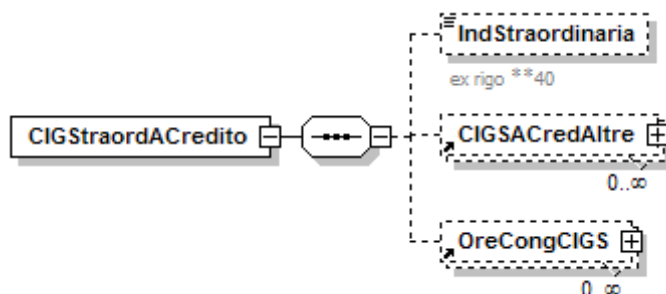 IndStraordinaria
ex rigo **40
CIGStraordACredito
CIGSACredAltre
0..∞
OreCongCIGS
0..∞